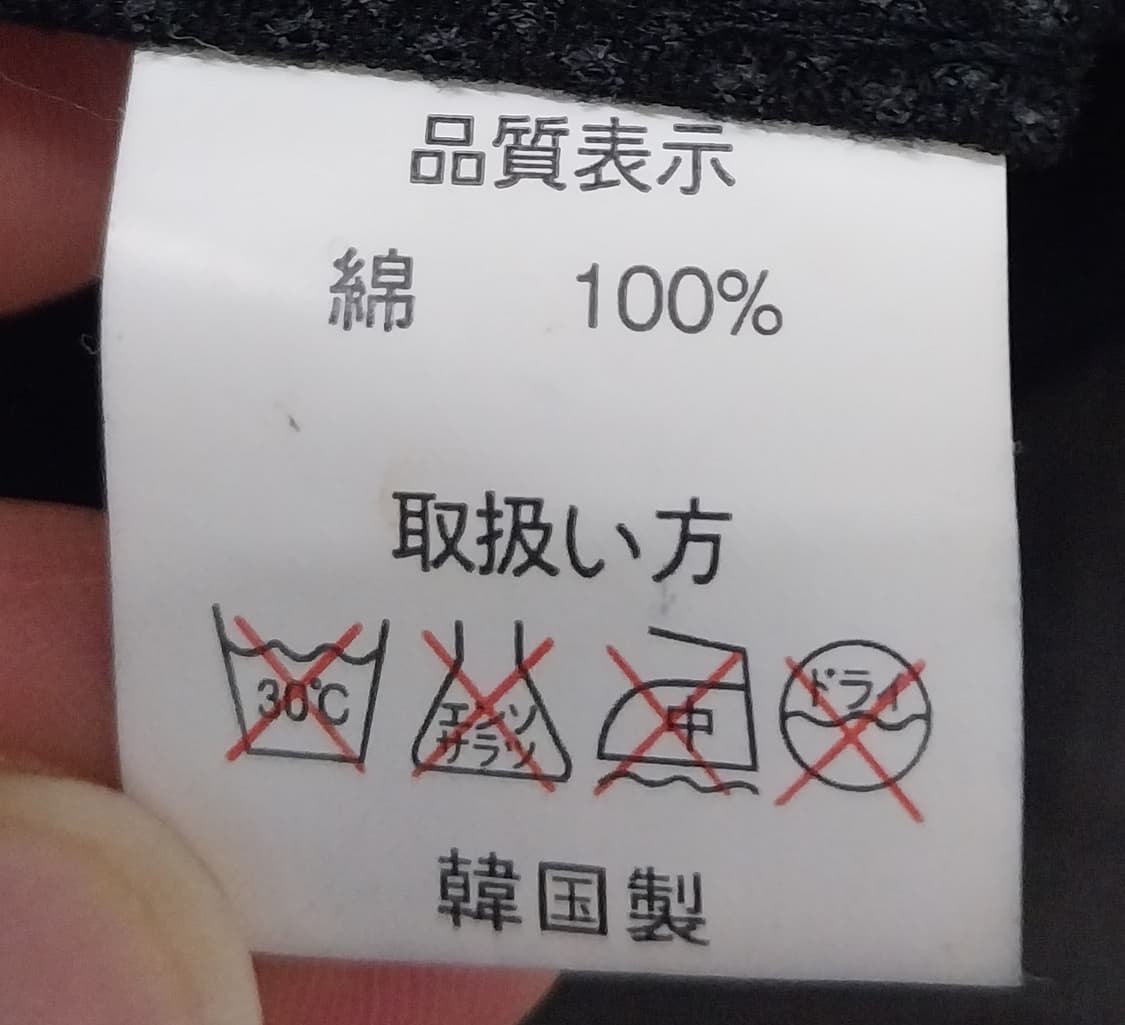 品質表示
綿 100%
取扱い方
30℃ エンソ サラシ 中 ドライ
韓国製